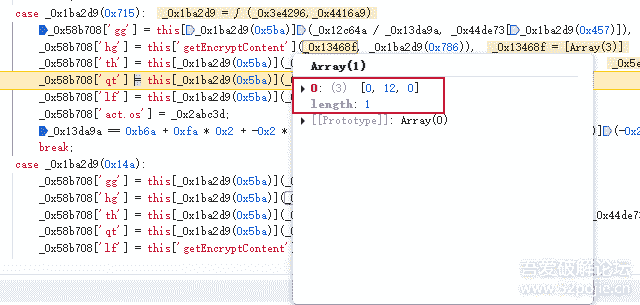 case _0x1ba2d9(0x715): _0x1ba2d9 = ƒ (_0x3e4296,_0x4416a9)
_0x58b708['gg'] = this[_0x1ba2d9(0x5ba)](_0x12c64a / _0x13da9a, _0x44de73[_0x1ba2d9(0x457)]),
_0x58b708['hg'] = this['getEncryptContent'](_0x13468f, _0x1ba2d9(0x786)), _0x13468f = [Array(3)]
_0x58b708['th'] = this[_0x1ba2d9(0x5ba)](_
_0x58b708['qt'] = this[_0x1ba2d9(0x5ba)](_
_0x58b708['lf'] = this[_0x1ba2d9(0x5ba)](_
_0x58b708['act.os'] = _0x2abc3d;
_0x13da9a == 0xb6a + 0xfa * 0x2 + -0x2 *
break;
case _0x1ba2d9(0x14a):
_0x58b708['gg'] = this[_0x1ba2d9(0x5ba)](_
_0x58b708['hg'] = this['getEncryptContent'](
_0x58b708['th'] = this[_0x1ba2d9(0x5ba)](_
_0x44de73
_0x58b708['qt'] = this[_0x1ba2d9(0x5ba)](_
_0x58b708['lf'] = this['getEncryptContent'
Array(1)
0: (3) [0, 12, 0]
length: 1
[[Prototype]]: Array(0)
吾爱破解论坛
www.52pojie.cn